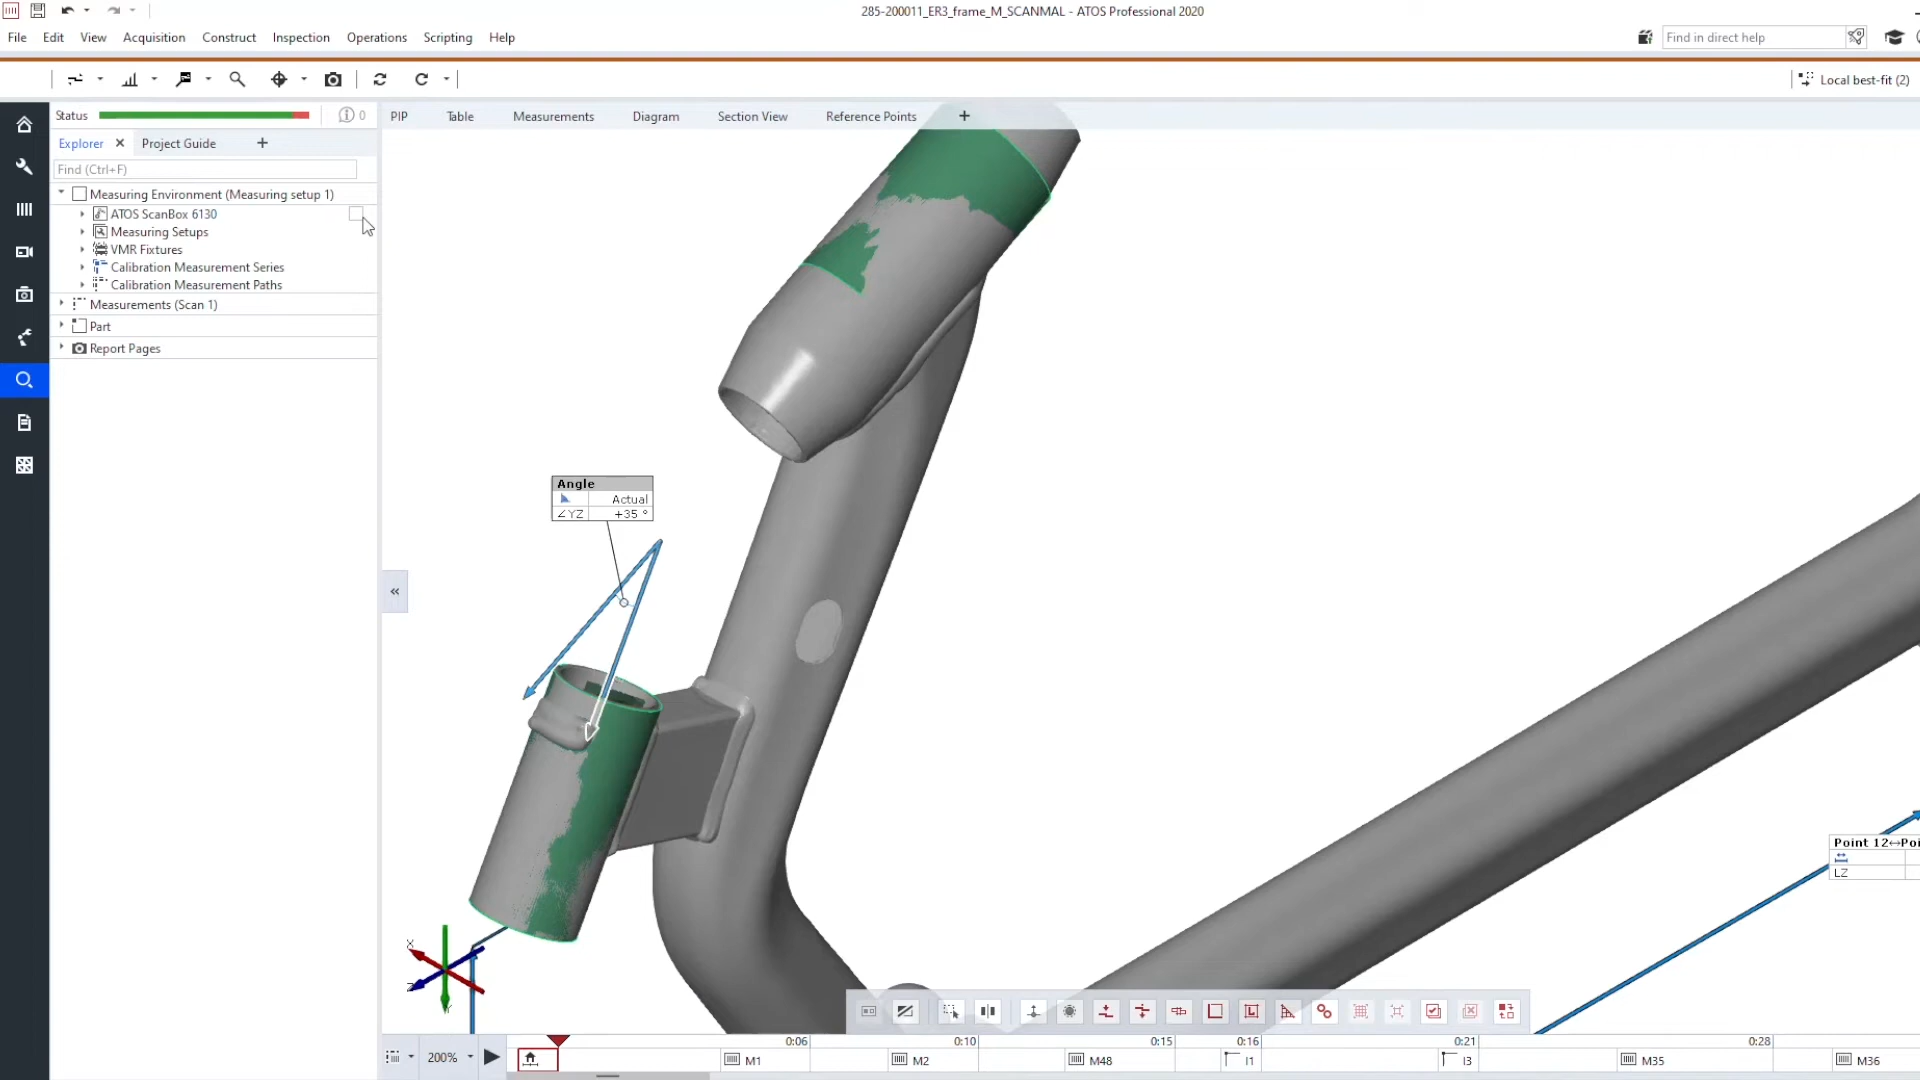 285-200011_ER3_frame_M_SCANMAL - ATOS Professional 2020
File Edit View Acquisition Construct Inspection Operations Scripting Help
Find in direct help
Local best-fit (2)
Status
0
PIP Table Measurements Diagram Section View Reference Points +
Explorer Project Guide +
Find (Ctrl+F)
Measuring Environment (Measuring setup 1)
ATOS ScanBox 6130
Measuring Setups
VMR Fixtures
Calibration Measurement Series
Calibration Measurement Paths
Measurements (Scan 1)
Part
Report Pages
Angle
Actual
∠YZ +35 °
«
Point 12↔Poi
LZ
X
Z
Y
200%
0:06 0:10 0:15 0:16 0:21 0:28
M1 M2 M48 I1 I3 M35 M36